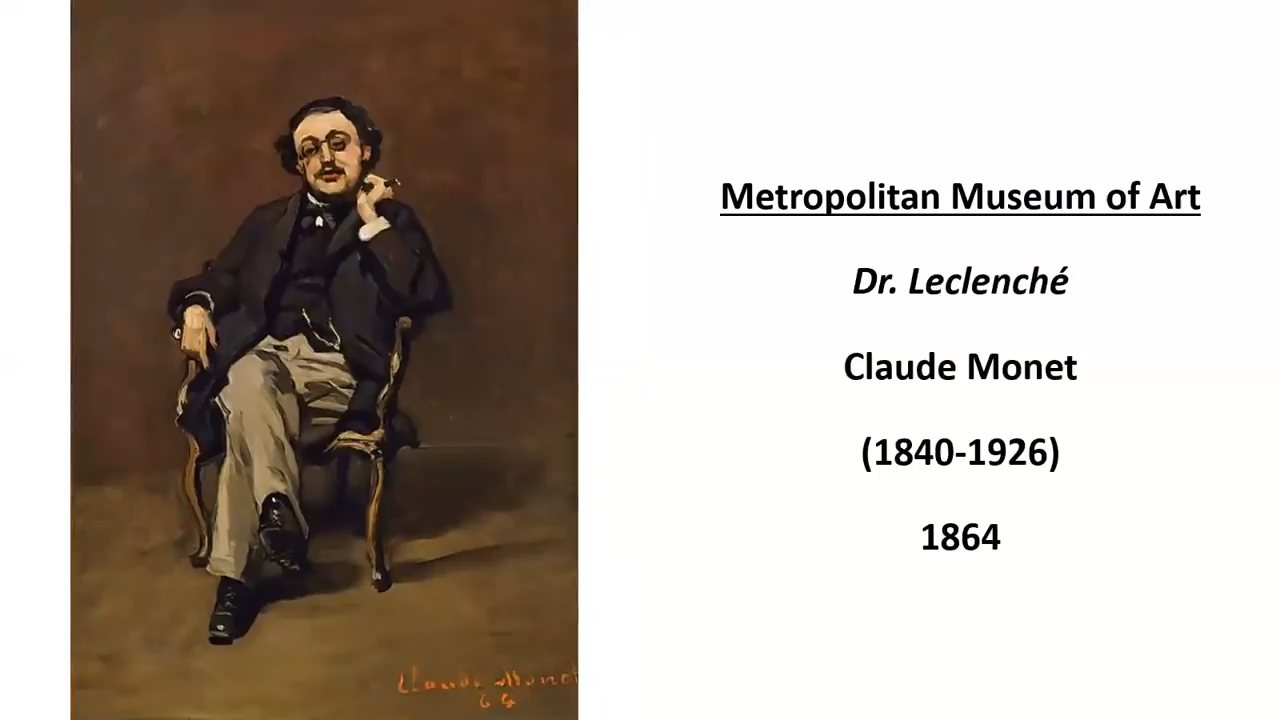 Metropolitan Museum of Art
Dr. Leclenché
Claude Monet
(1840-1926)
1864
Claude Monet
64